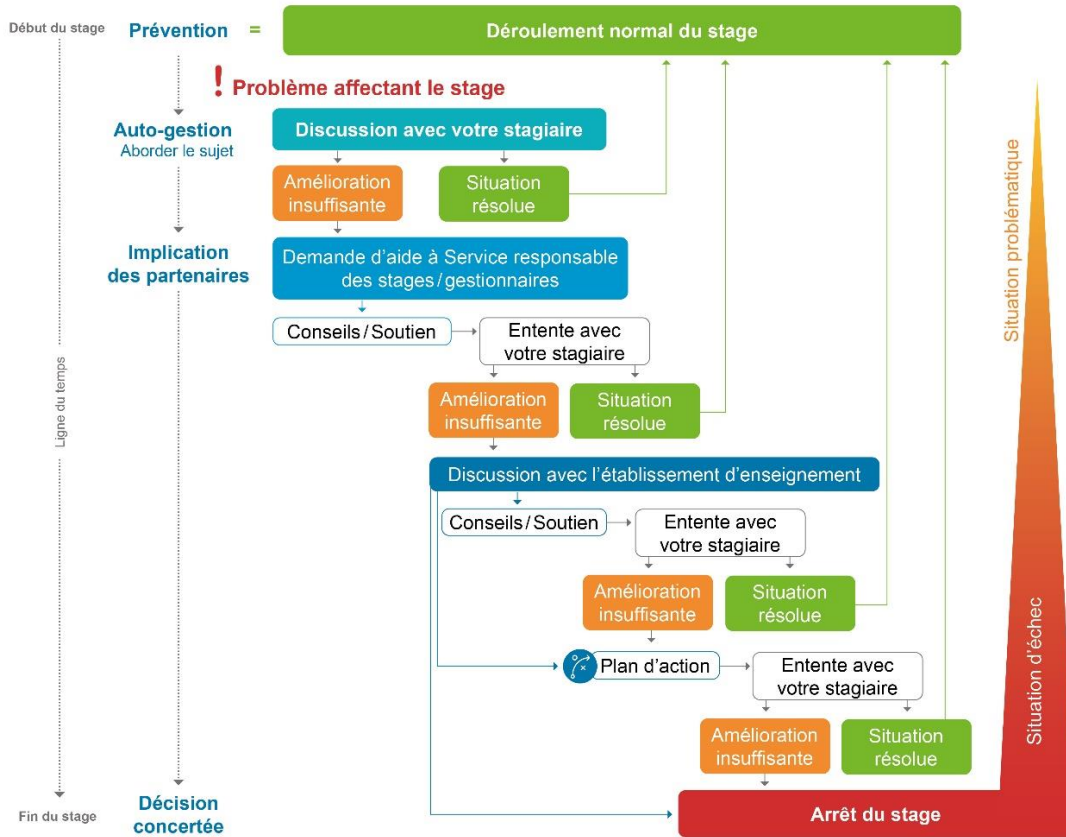 Début du stage
Prévention
=
Déroulement normal du stage
! Problème affectant le stage
Auto-gestion
Aborder le sujet
Discussion avec votre stagiaire
Amélioration
insuffisante
Situation
résolue
Implication
des partenaires
Demande d'aide à Service responsable
des stages/gestionnaires
Conseils/Soutien
Entente avec
votre stagiaire
Amélioration
insuffisante
Situation
résolue
Discussion avec l'établissement d'enseignement
Conseils/Soutien
Entente avec
votre stagiaire
Amélioration
insuffisante
Situation
résolue
Plan d'action
Entente avec
votre stagiaire
Amélioration
insuffisante
Situation
résolue
Arrêt du stage
Décision
concertée
Fin du stage
Ligne du temps
Situation problématique
Situation d'échec